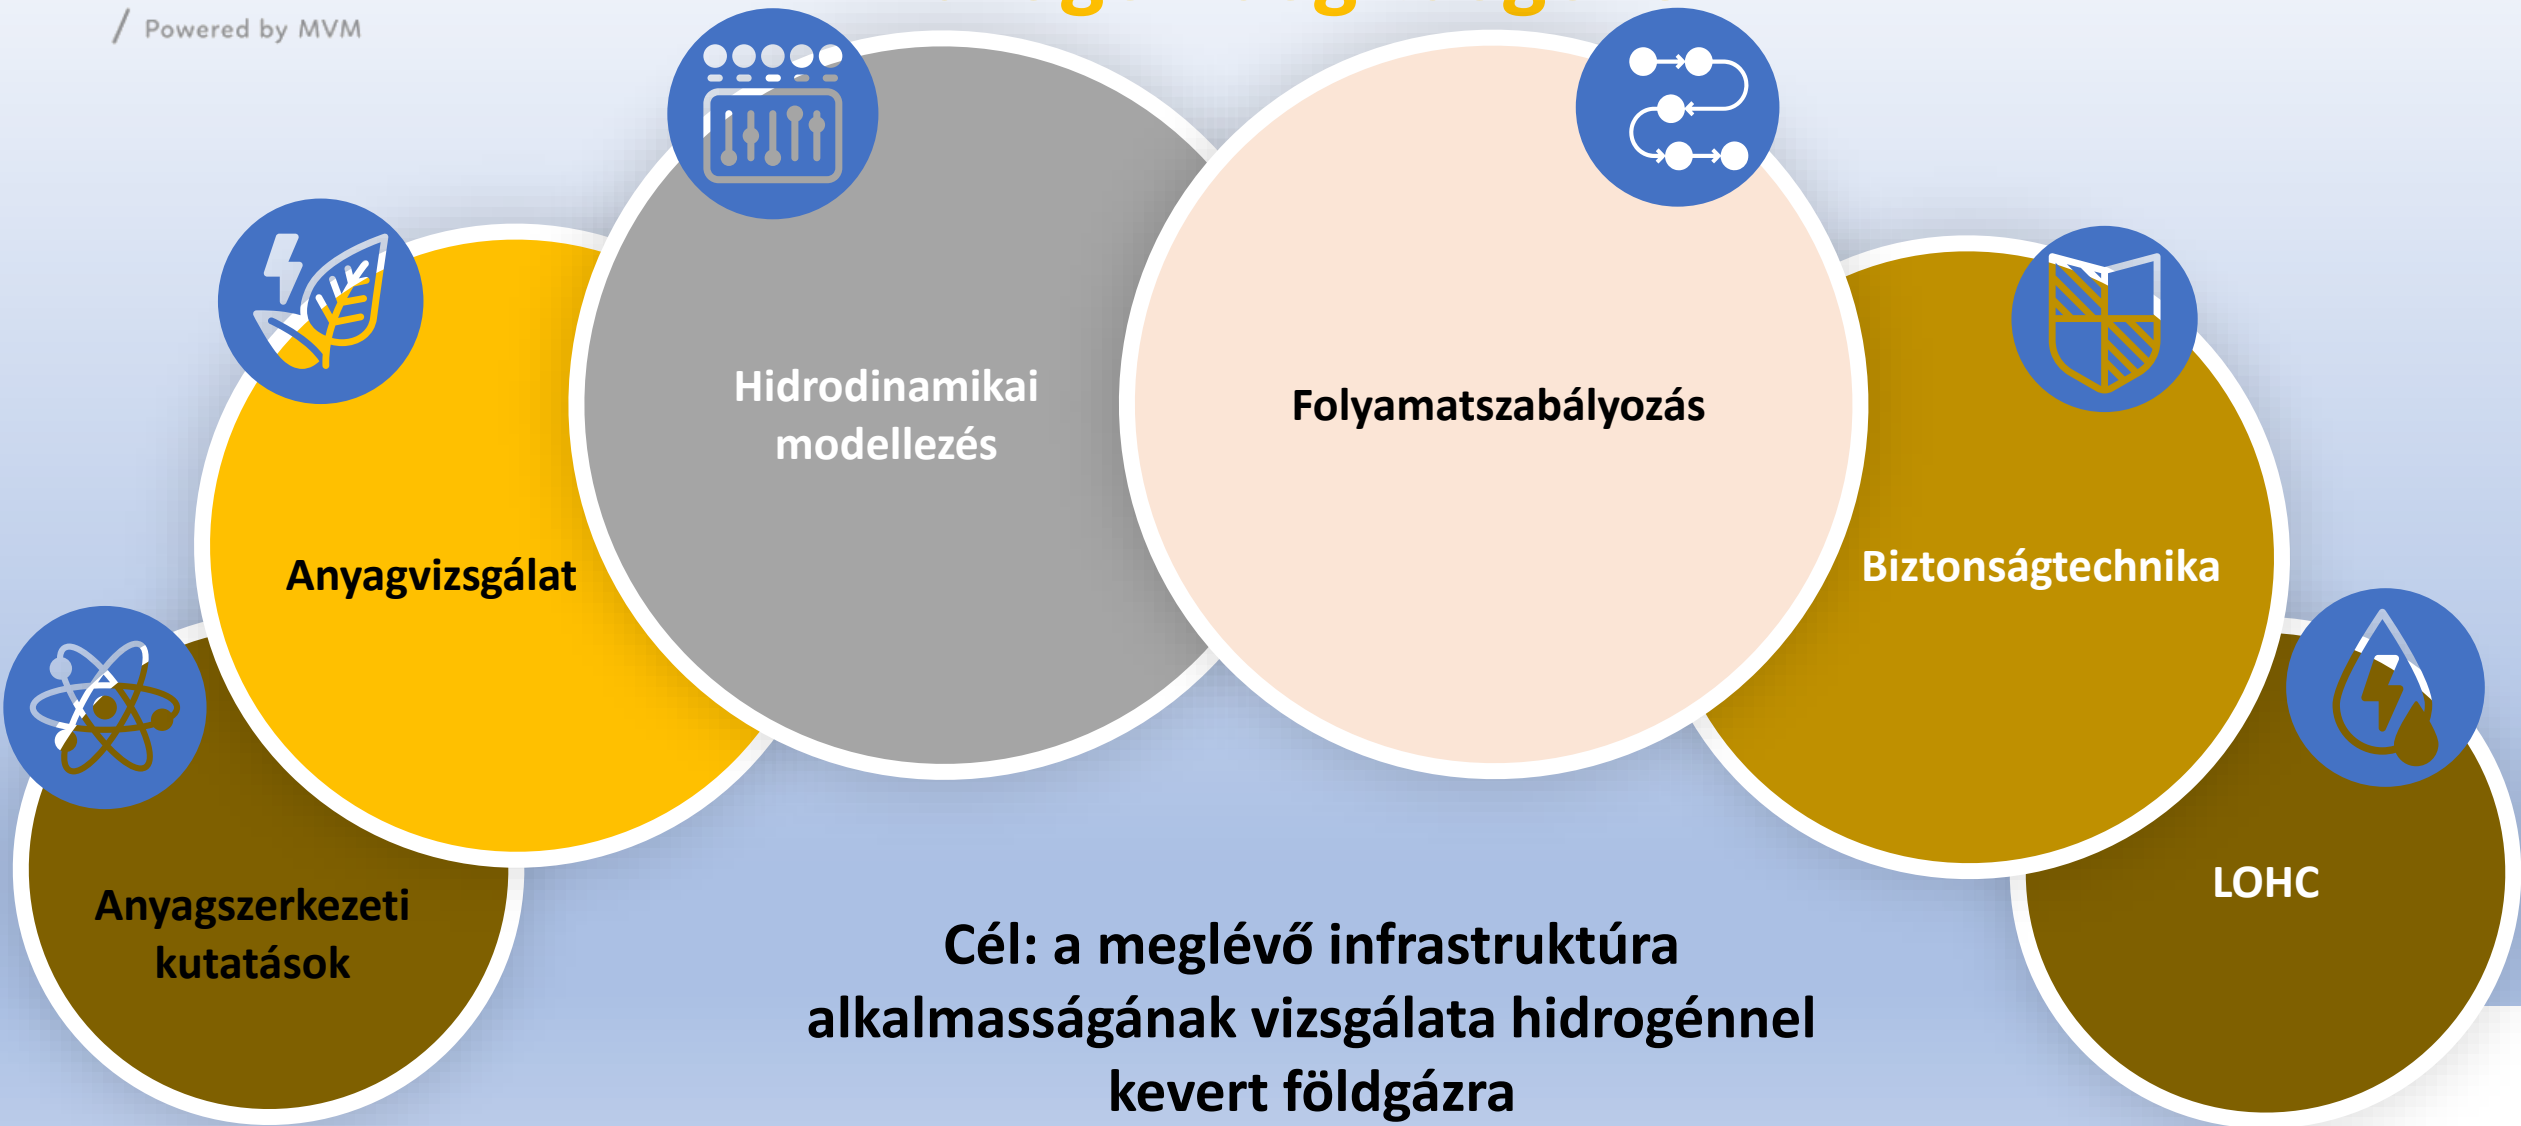 / Powered by MVM
Hidrodinamikai
modellezés
Folyamatszabályozás
Anyagvizsgálat
Biztonságtechnika
Anyagszerkezeti
kutatások
LOHC
Cél: a meglévő infrastruktúra
alkalmasságának vizsgálata hidrogénnel
kevert földgázra